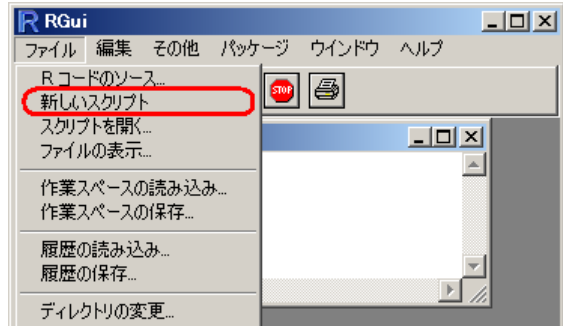 RGui
ファイル 編集 その他 パッケージ ウインドウ ヘルプ
R コードのソース...
新しいスクリプト
スクリプトを開く...
ファイルの表示...
作業スペースの読み込み...
作業スペースの保存...
履歴の読み込み...
履歴の保存...
ディレクトリの変更...
STOP